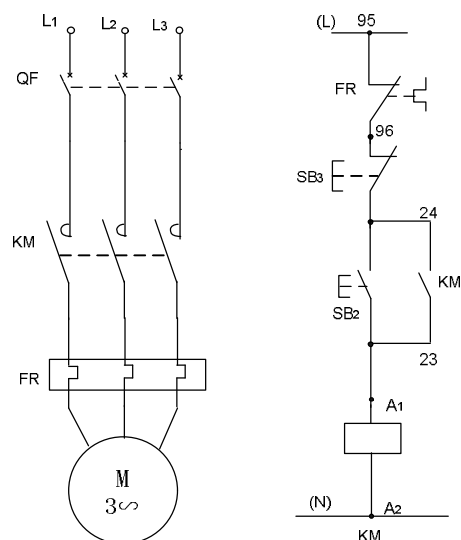 L1 L2 L3
QF
KM
FR
M
3∽
(L) 95
FR
96
SB3
24
KM
SB2
23
A1
(N) A2
KM